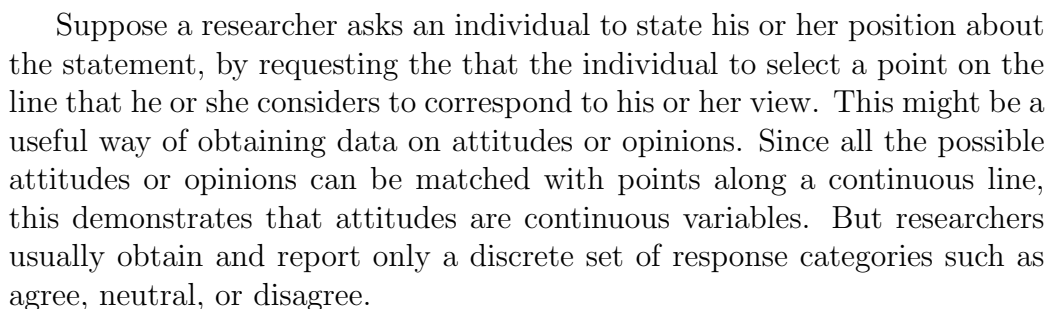 Suppose a researcher asks an individual to state his or her position about
the statement, by requesting the that the individual to select a point on the
line that he or she considers to correspond to his or her view. This might be a
useful way of obtaining data on attitudes or opinions. Since all the possible
attitudes or opinions can be matched with points along a continuous line,
this demonstrates that attitudes are continuous variables. But researchers
usually obtain and report only a discrete set of response categories such as
agree, neutral, or disagree.